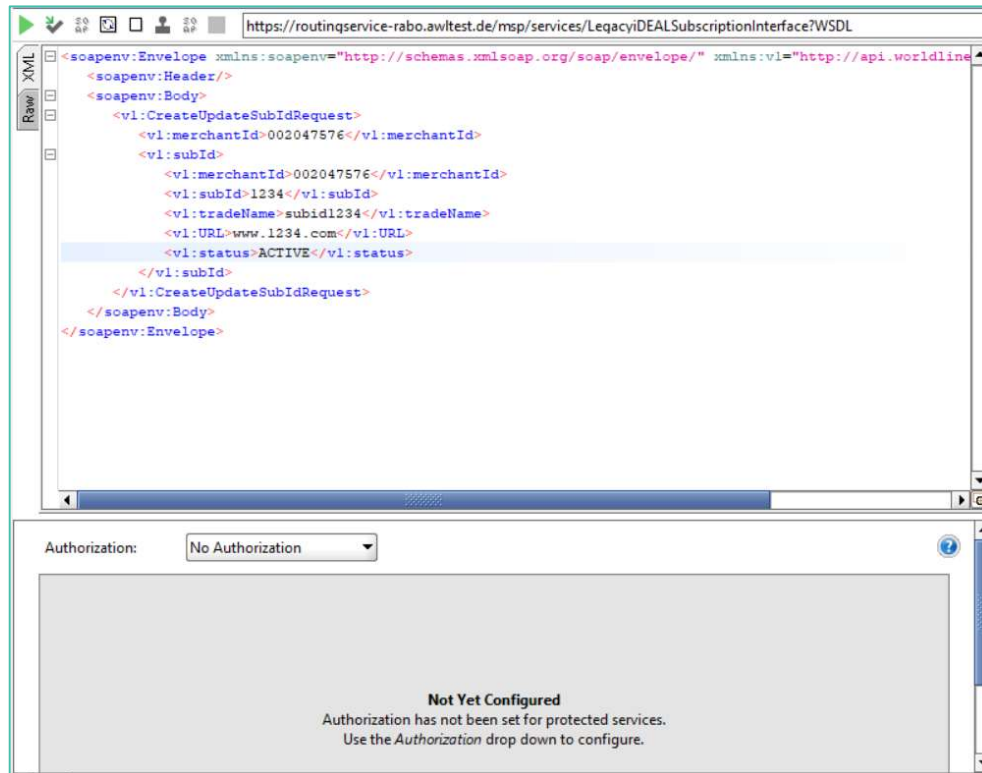 https://routingservice-rabo.awltest.de/msp/services/LegacyiDEALSubscriptionInterface?WSDL
XML
Raw
<soapenv:Envelope xmlns:soapenv="http://schemas.xmlsoap.org/soap/envelope/" xmlns:v1="http://api.worldline
<soapenv:Header/>
<soapenv:Body>
<v1:CreateUpdateSubIdRequest>
<v1:merchantId>002047576</v1:merchantId>
<v1:subId>
<v1:merchantId>002047576</v1:merchantId>
<v1:subId>1234</v1:subId>
<v1:tradeName>subid1234</v1:tradeName>
<v1:URL>www.1234.com</v1:URL>
<v1:status>ACTIVE</v1:status>
</v1:subId>
</v1:CreateUpdateSubIdRequest>
</soapenv:Body>
</soapenv:Envelope>
Authorization: No Authorization
Not Yet Configured
Authorization has not been set for protected services.
Use the Authorization drop down to configure.